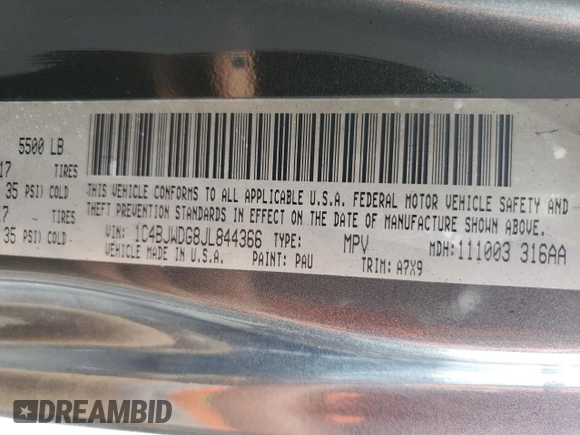 5500 LB
17 TIRES
35 PSI) COLD
17 TIRES
35 PSI) COLD
THIS VEHICLE CONFORMS TO ALL APPLICABLE U.S.A. FEDERAL MOTOR VEHICLE SAFETY AND
THEFT PREVENTION STANDARDS IN EFFECT ON THE DATE OF MANUFACTURE SHOWN ABOVE.
VIN: 1C4BJWDG8JL844366 TYPE: MPV MDH: 111003 316AA
VEHICLE MADE IN U.S.A. PAINT: PAU TRIM: A7X9
DREAMBID